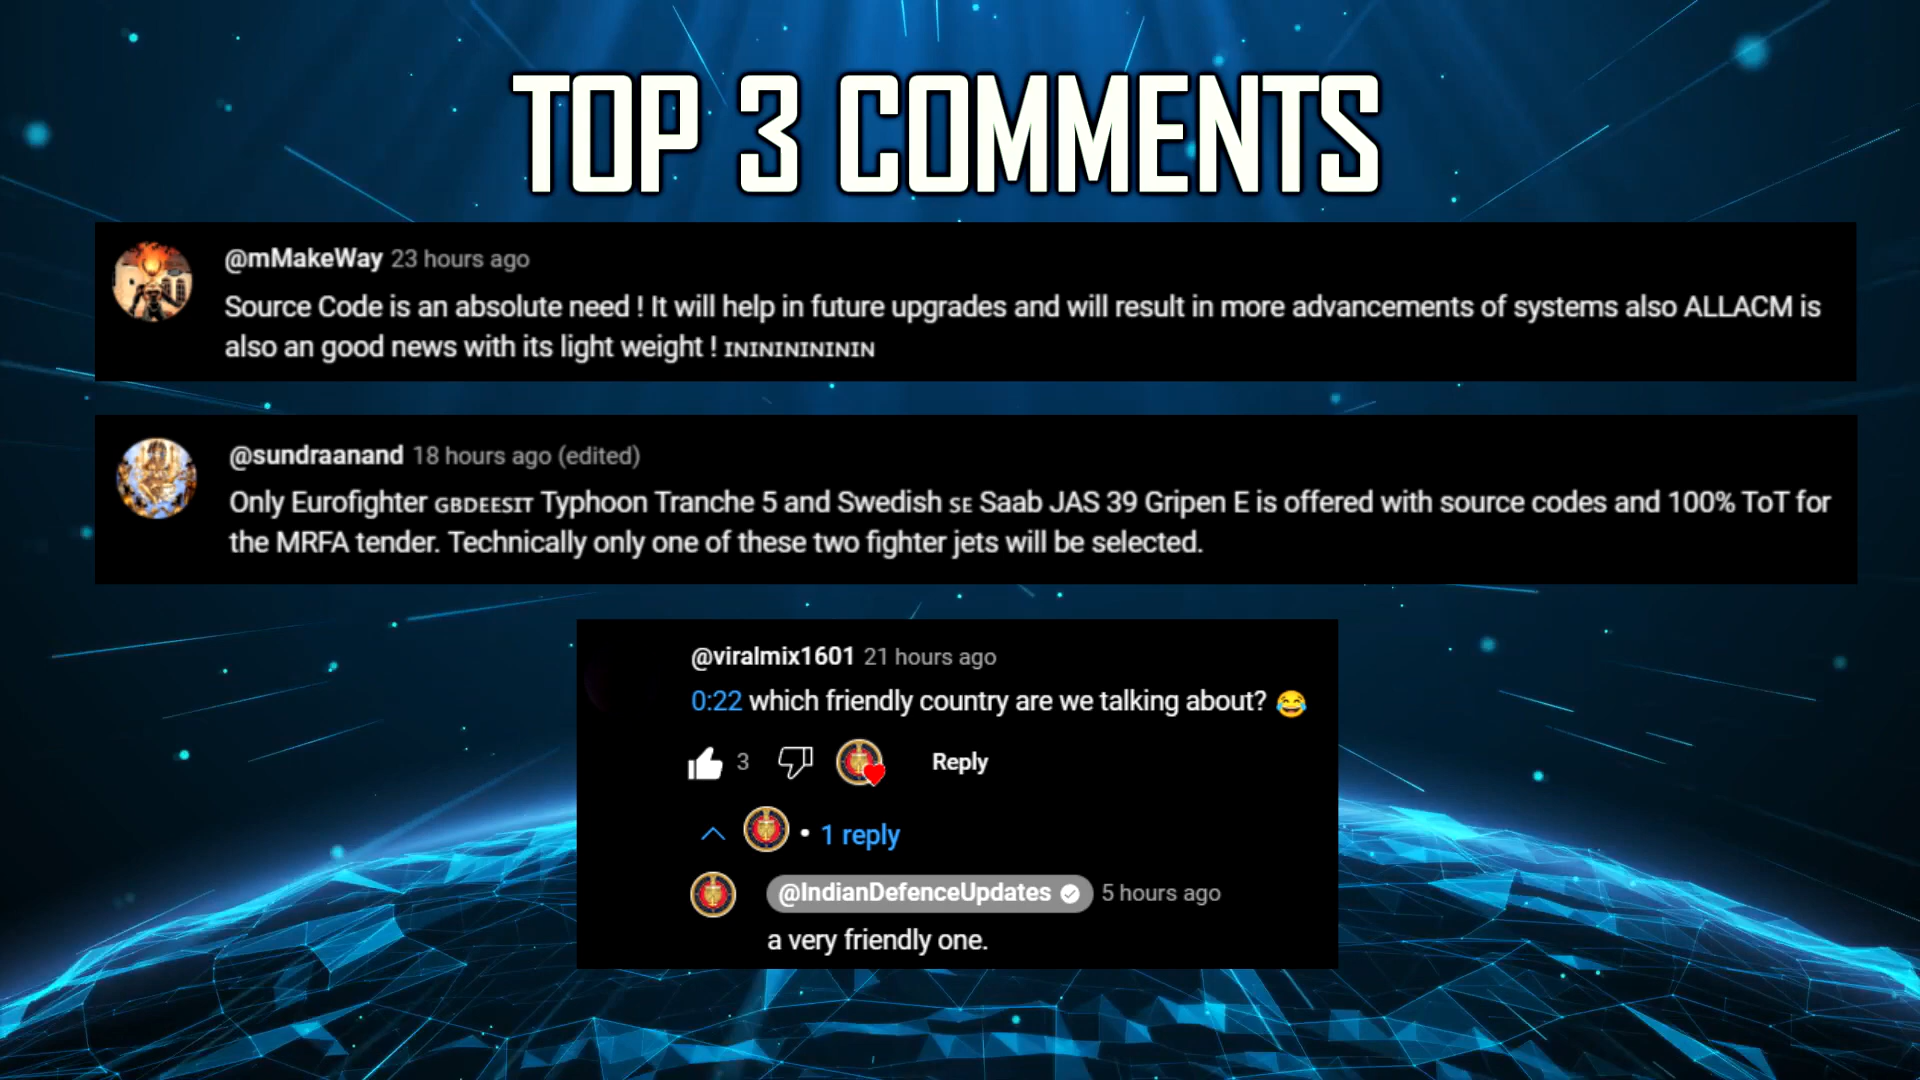 TOP 3 COMMENTS
@mMakeWay 23 hours ago
Source Code is an absolute need ! It will help in future upgrades and will result in more advancements of systems also ALLACM is
also an good news with its light weight ! ININININININ
@sundraanand 18 hours ago (edited)
Only Eurofighter GBDEESIT Typhoon Tranche 5 and Swedish SE Saab JAS 39 Gripen E is offered with source codes and 100% ToT for
the MRFA tender. Technically only one of these two fighter jets will be selected.
@viralmix1601 21 hours ago
0:22 which friendly country are we talking about? 😂
3 Reply
• 1 reply
@IndianDefenceUpdates 5 hours ago
a very friendly one.